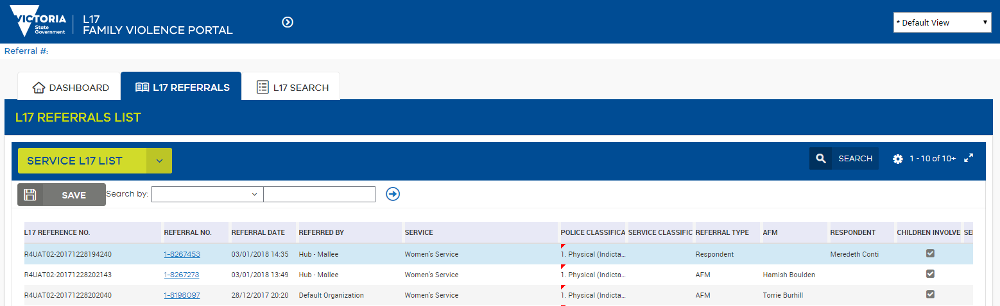 VICTORIA
State
Government
L17
FAMILY VIOLENCE PORTAL
* Default View
Referral #:
DASHBOARD
L17 REFERRALS
L17 SEARCH
L17 REFERRALS LIST
SERVICE L17 LIST
SEARCH
1 - 10 of 10+
SAVE
Search by:
L17 REFERENCE NO. REFERRAL NO. REFERRAL DATE REFERRED BY SERVICE POLICE CLASSIFICA SERVICE CLASSIFIC REFERRAL TYPE AFM RESPONDENT CHILDREN INVOLVE SE
R4UAT02-20171228194240 1-8267453 03/01/2018 14:35 Hub - Mallee Women's Service 1. Physical (Indicta... Respondent Meredeth Conti
R4UAT02-20171228202143 1-8267273 03/01/2018 13:49 Hub - Mallee Women's Service 1. Physical (Indicta... AFM Hamish Boulden
R4UAT02-20171228202040 1-8198097 28/12/2017 20:20 Default Organization Women's Service 1. Physical (Indicta... AFM Torrie Burhill